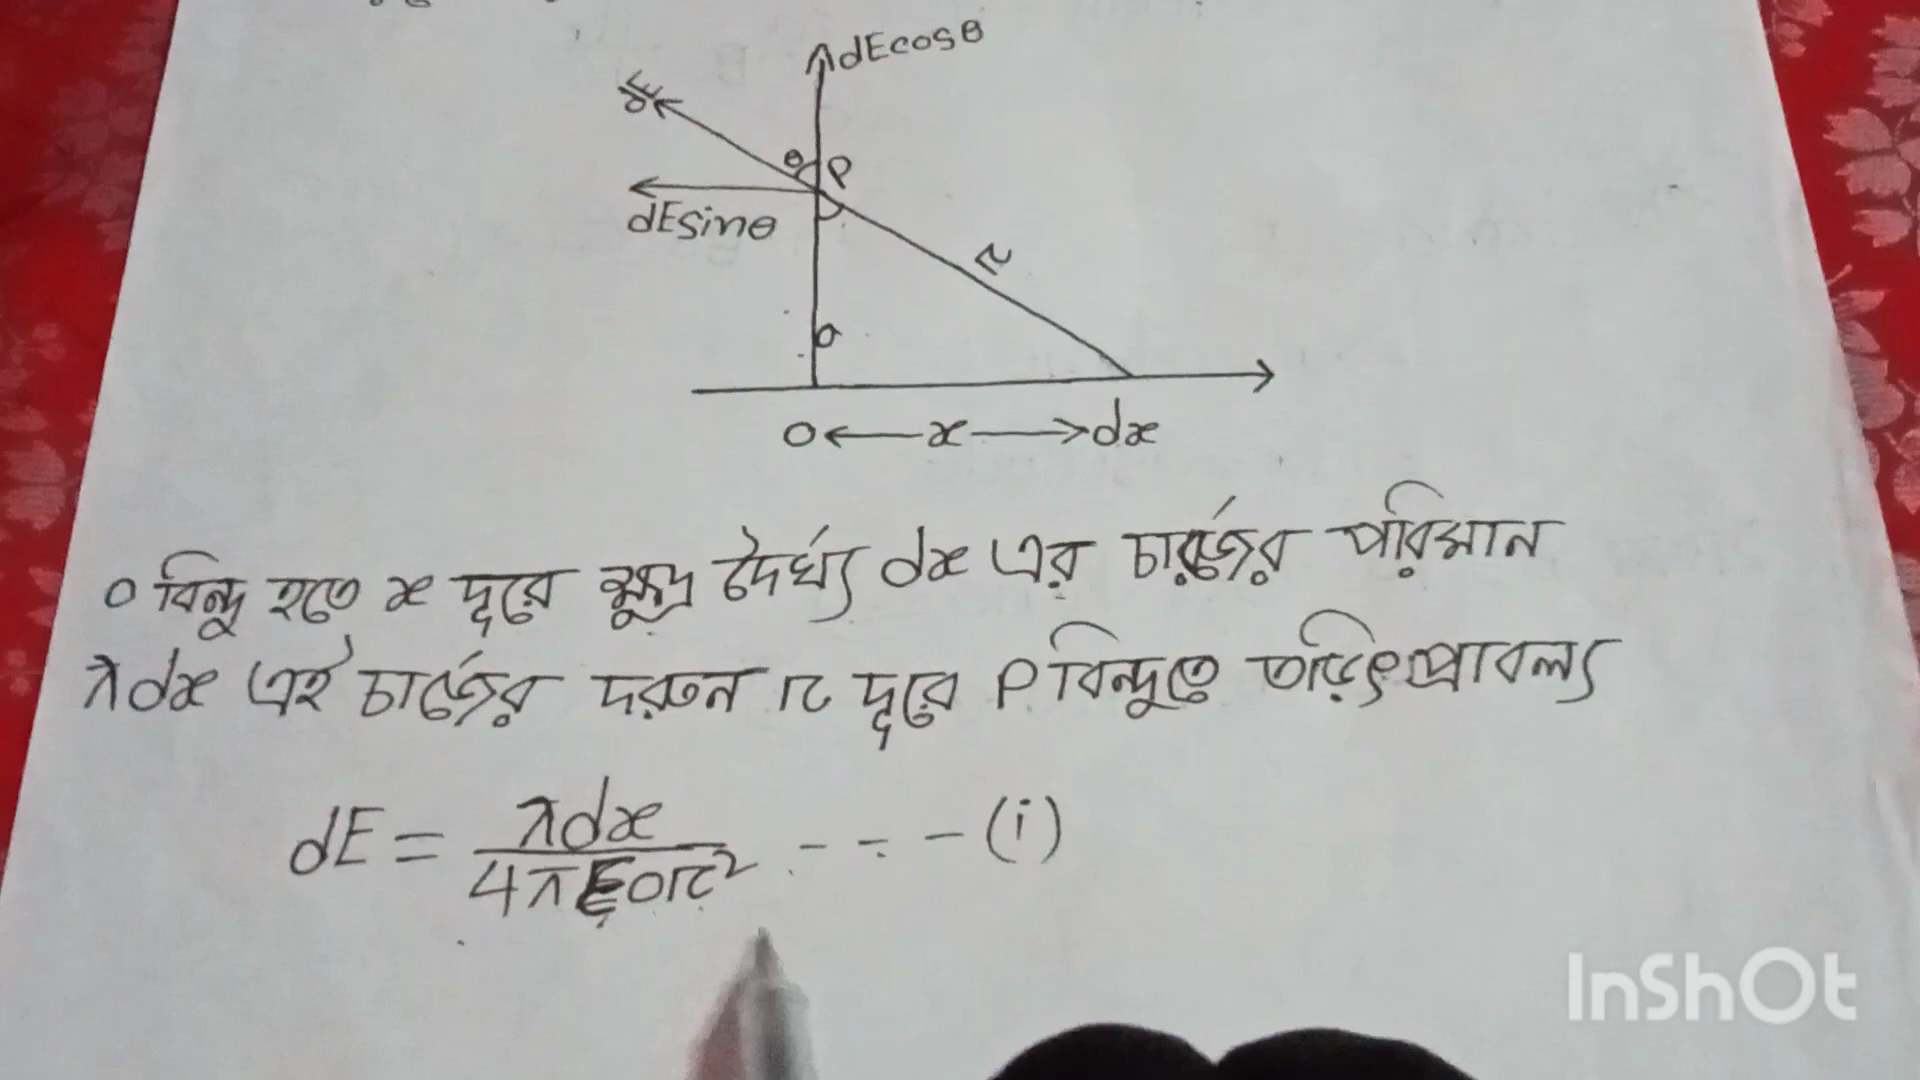 dEcosθ
dE
θ
P
dEsinθ
r
a
O x dx
O বিন্দু হতে x দূরে ক্ষুদ্র দৈর্ঘ্য dx এর চার্জের পরিমান
λdx এই চার্জের দরুন r দূরে P বিন্দুতে তড়িৎপ্রাবল্য
dE = λdx / 4πε0r² - - - - (i)
InShOt